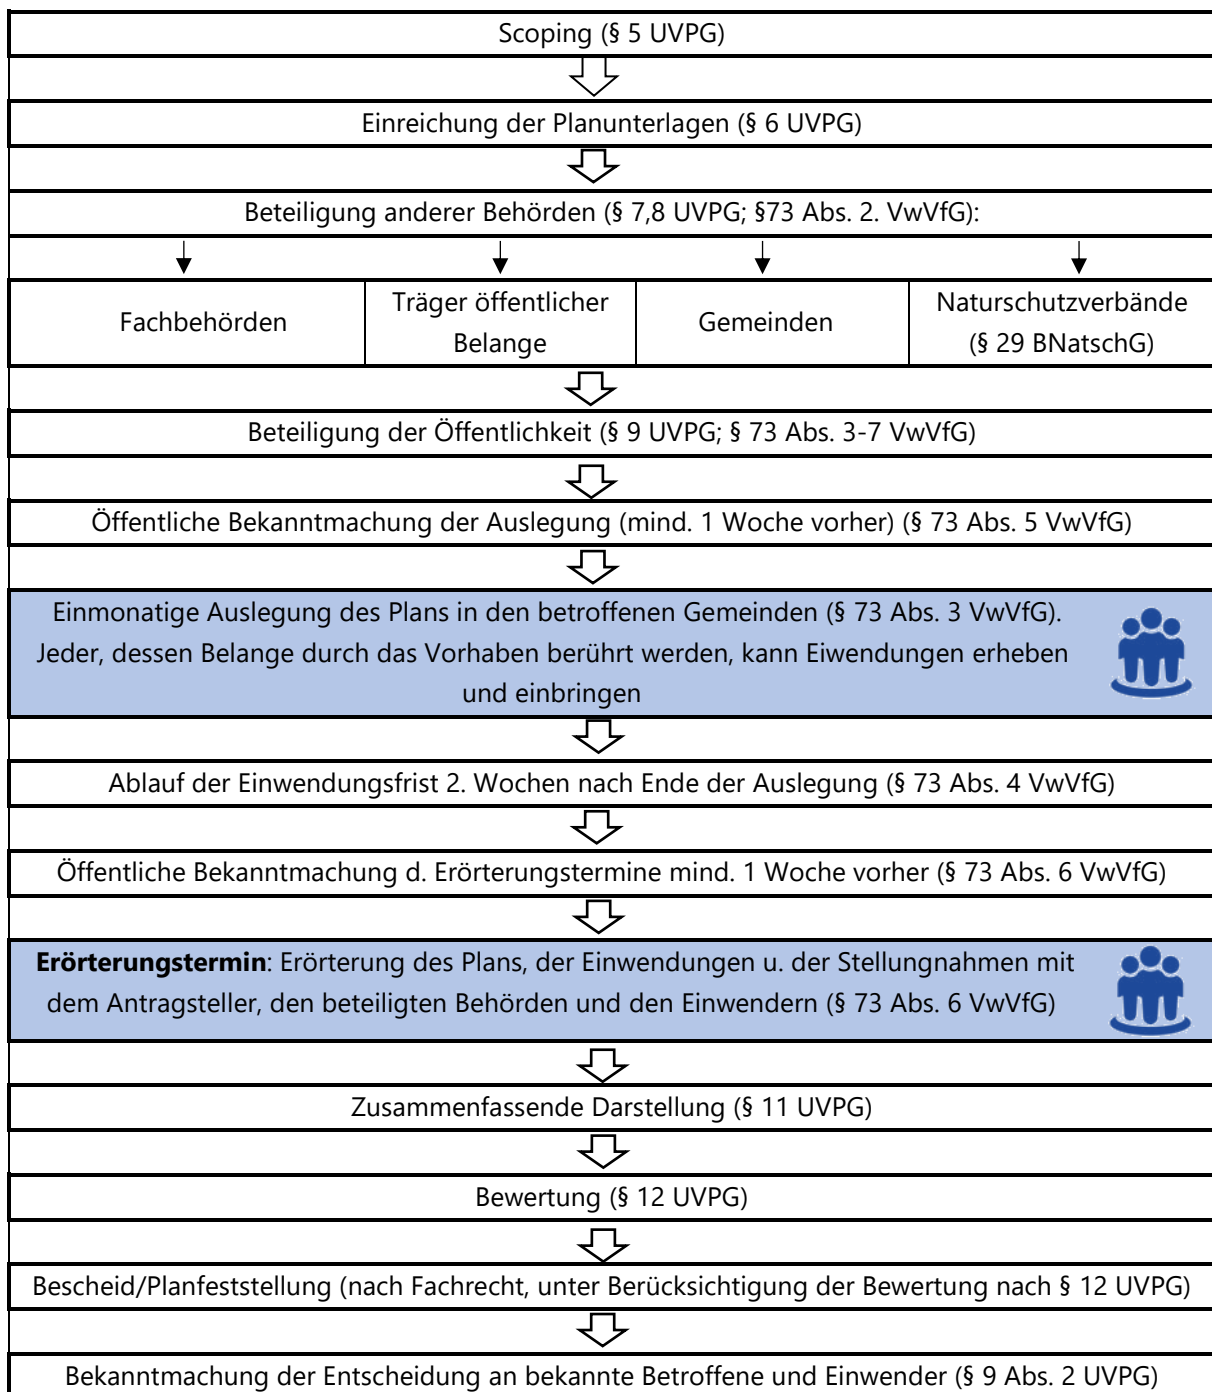 Scoping (§ 5 UVPG)
Einreichung der Planunterlagen (§ 6 UVPG)
Beteiligung anderer Behörden (§ 7,8 UVPG; §73 Abs. 2. VwVfG):
Fachbehörden
Träger öffentlicher
Belange
Gemeinden
Naturschutzverbände
(§ 29 BNatschG)
Beteiligung der Öffentlichkeit (§ 9 UVPG; § 73 Abs. 3-7 VwVfG)
Öffentliche Bekanntmachung der Auslegung (mind. 1 Woche vorher) (§ 73 Abs. 5 VwVfG)
Einmonatige Auslegung des Plans in den betroffenen Gemeinden (§ 73 Abs. 3 VwVfG).
Jeder, dessen Belange durch das Vorhaben berührt werden, kann Eiwendungen erheben
und einbringen
Ablauf der Einwendungsfrist 2. Wochen nach Ende der Auslegung (§ 73 Abs. 4 VwVfG)
Öffentliche Bekanntmachung d. Erörterungstermine mind. 1 Woche vorher (§ 73 Abs. 6 VwVfG)
Erörterungstermin: Erörterung des Plans, der Einwendungen u. der Stellungnahmen mit
dem Antragsteller, den beteiligten Behörden und den Einwendern (§ 73 Abs. 6 VwVfG)
Zusammenfassende Darstellung (§ 11 UVPG)
Bewertung (§ 12 UVPG)
Bescheid/Planfeststellung (nach Fachrecht, unter Berücksichtigung der Bewertung nach § 12 UVPG)
Bekanntmachung der Entscheidung an bekannte Betroffene und Einwender (§ 9 Abs. 2 UVPG)